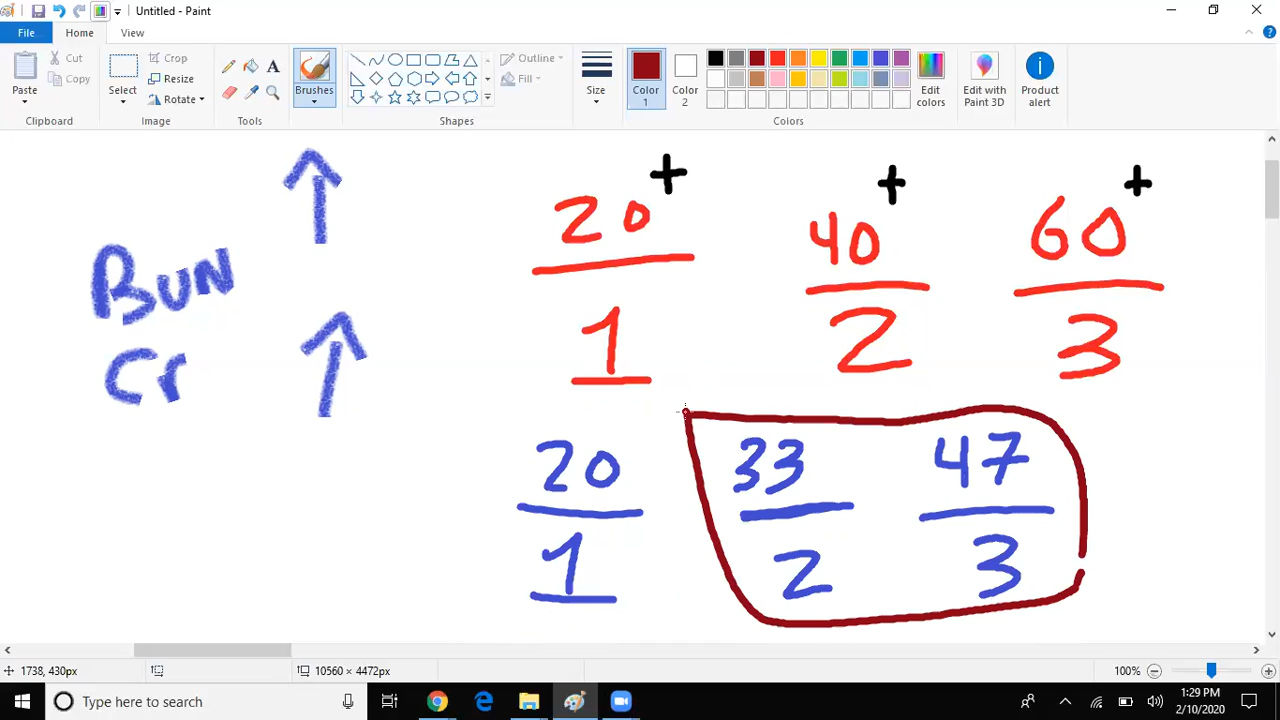 Untitled - Paint
File Home View
Paste Cut Copy Clipboard
Select Crop Resize Rotate Image
Tools
Brushes
Outline Fill Shapes
Size
Color 1 Color 2 Edit colors Colors
Edit with Paint 3D
Product alert
BUN
Cr
20+ 40+ 60+
1 2 3
20 33 47
1 2 3
1738, 430px 10560 × 4472px 100%
Type here to search 1:29 PM
2/10/2020